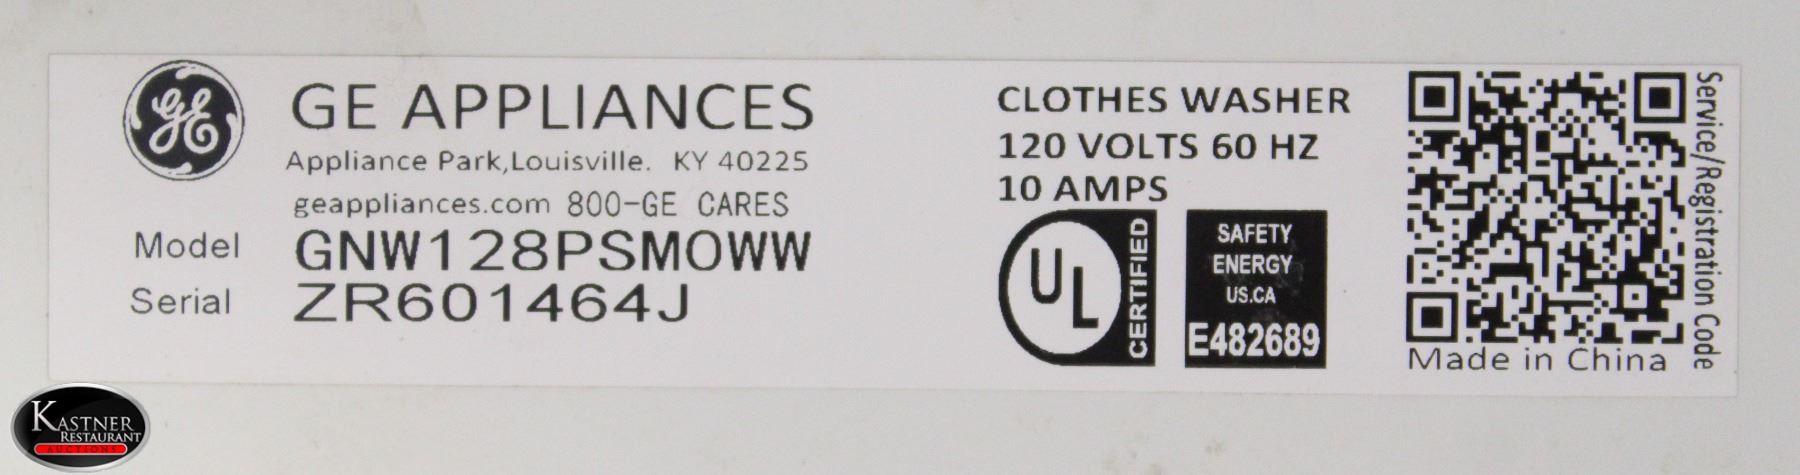 GE
GE APPLIANCES
Appliance Park,Louisville. KY 40225
geappliances.com 800-GE CARES
Model GNW128PSM0WW
Serial ZR601464J
CLOTHES WASHER
120 VOLTS 60 HZ
10 AMPS
UL
CERTIFIED
SAFETY
ENERGY
US.CA
E482689
Service/Registration Code
Made in China
KASTNER
RESTAURANT
AUCTIONS